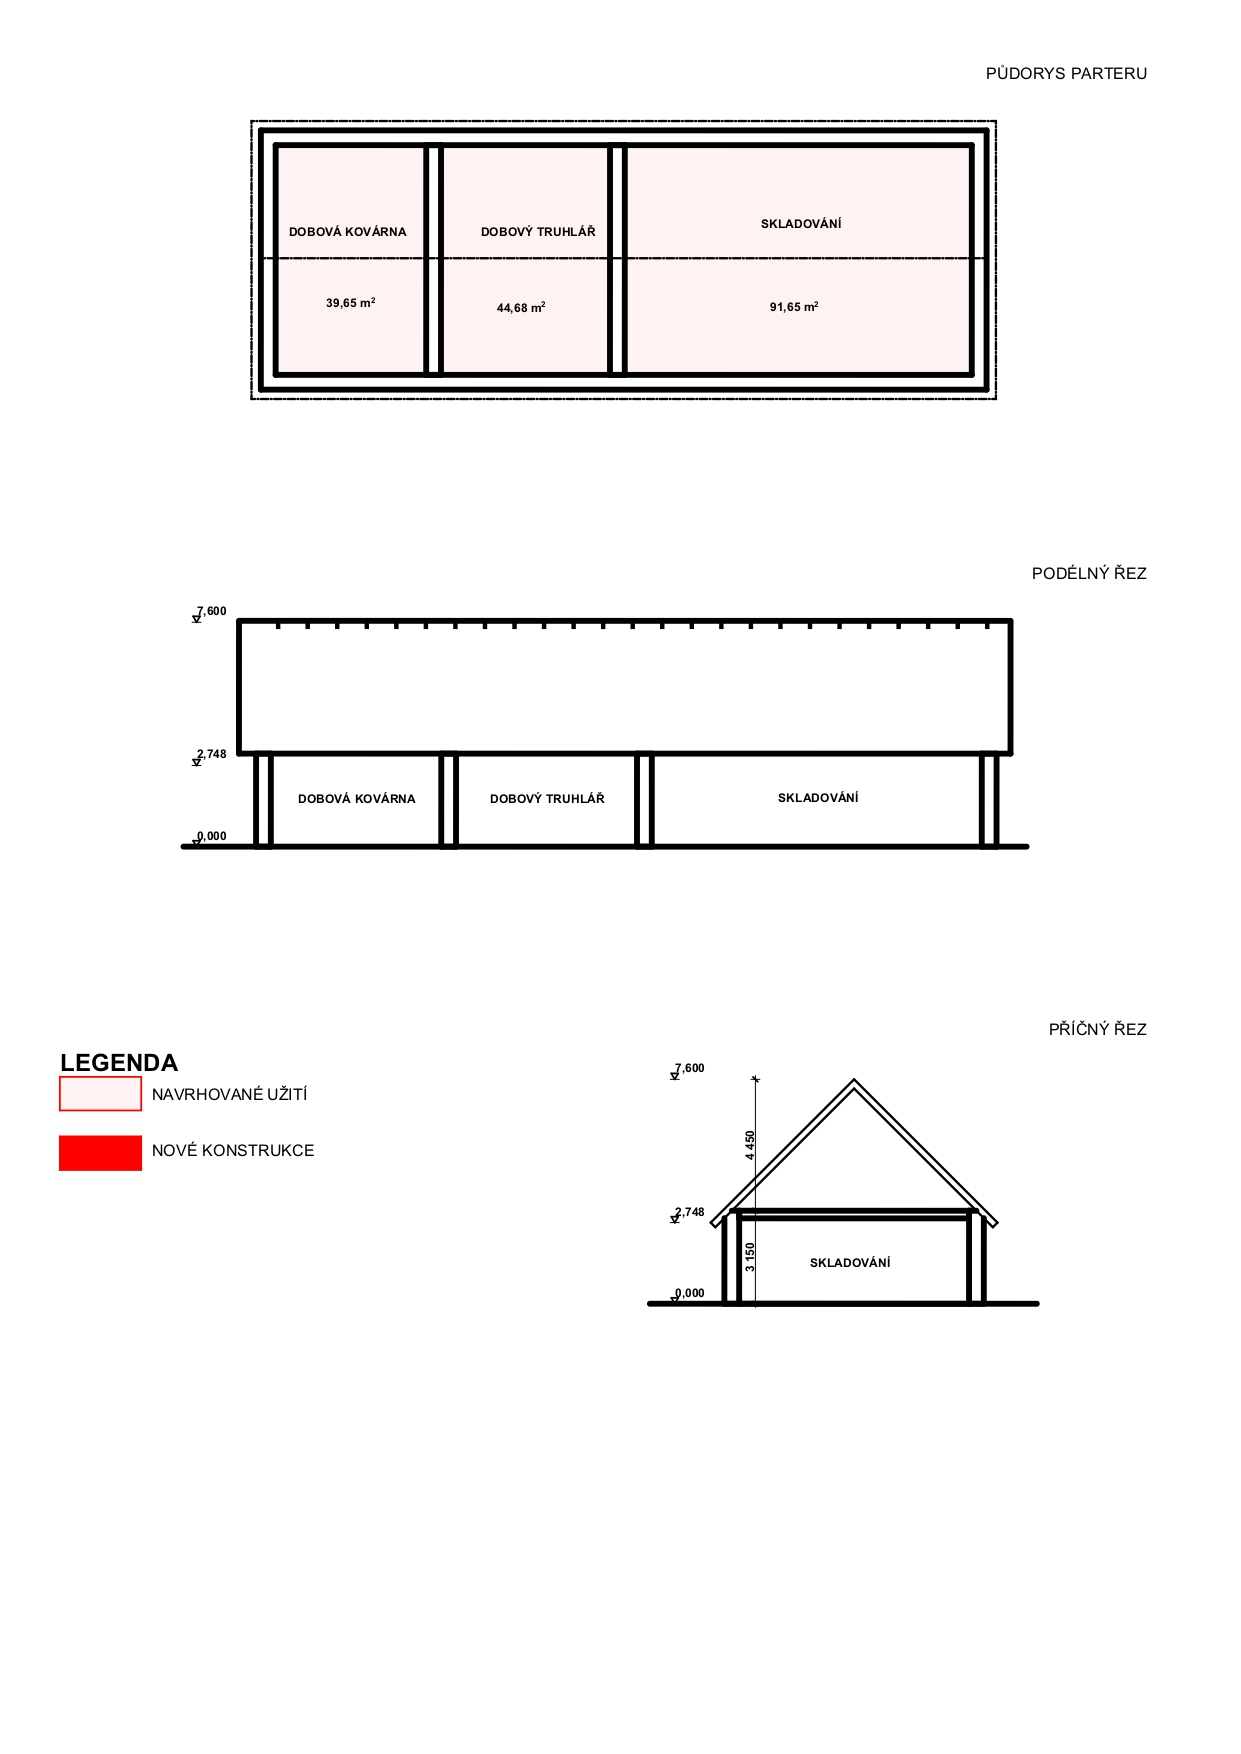 PŮDORYS PARTERU
DOBOVÁ KOVÁRNA
DOBOVÝ TRUHLÁŘ
SKLADOVÁNÍ
39,65 m²
44,68 m²
91,65 m²
PODÉLNÝ ŘEZ
7,600
2,748
DOBOVÁ KOVÁRNA
DOBOVÝ TRUHLÁŘ
SKLADOVÁNÍ
0,000
PŘÍČNÝ ŘEZ
LEGENDA
NAVRHOVANÉ UŽITÍ
NOVÉ KONSTRUKCE
7,600
4 450
2,748
3 150
SKLADOVÁNÍ
0,000